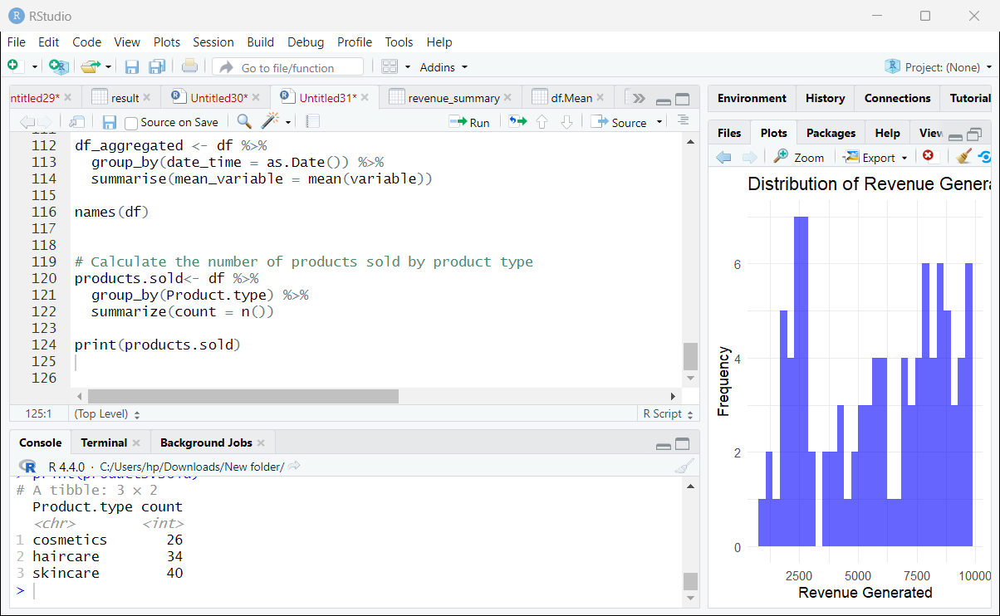 RStudio
File Edit Code View Plots Session Build Debug Profile Tools Help
Go to file/function Addins Project: (None)
ntitled29* result Untitled30* Untitled31* revenue_summary df.Mean
Source on Save Run Source
112 df_aggregated <- df %>%
113 group_by(date_time = as.Date()) %>%
114 summarise(mean_variable = mean(variable))
115
116 names(df)
117
118
119 # Calculate the number of products sold by product type
120 products.sold<- df %>%
121 group_by(Product.type) %>%
122 summarize(count = n())
123
124 print(products.sold)
125
126
125:1 (Top Level) R Script
Console Terminal Background Jobs
R 4.4.0 · C:/Users/hp/Downloads/New folder/
> print(products.sold)
# A tibble: 3 × 2
Product.type count
<chr> <int>
1 cosmetics 26
2 haircare 34
3 skincare 40
>
Environment History Connections Tutorial
Files Plots Packages Help View
Zoom Export
Distribution of Revenue Genera
Frequency
6
4
2
0
2500 5000 7500 10000
Revenue Generated